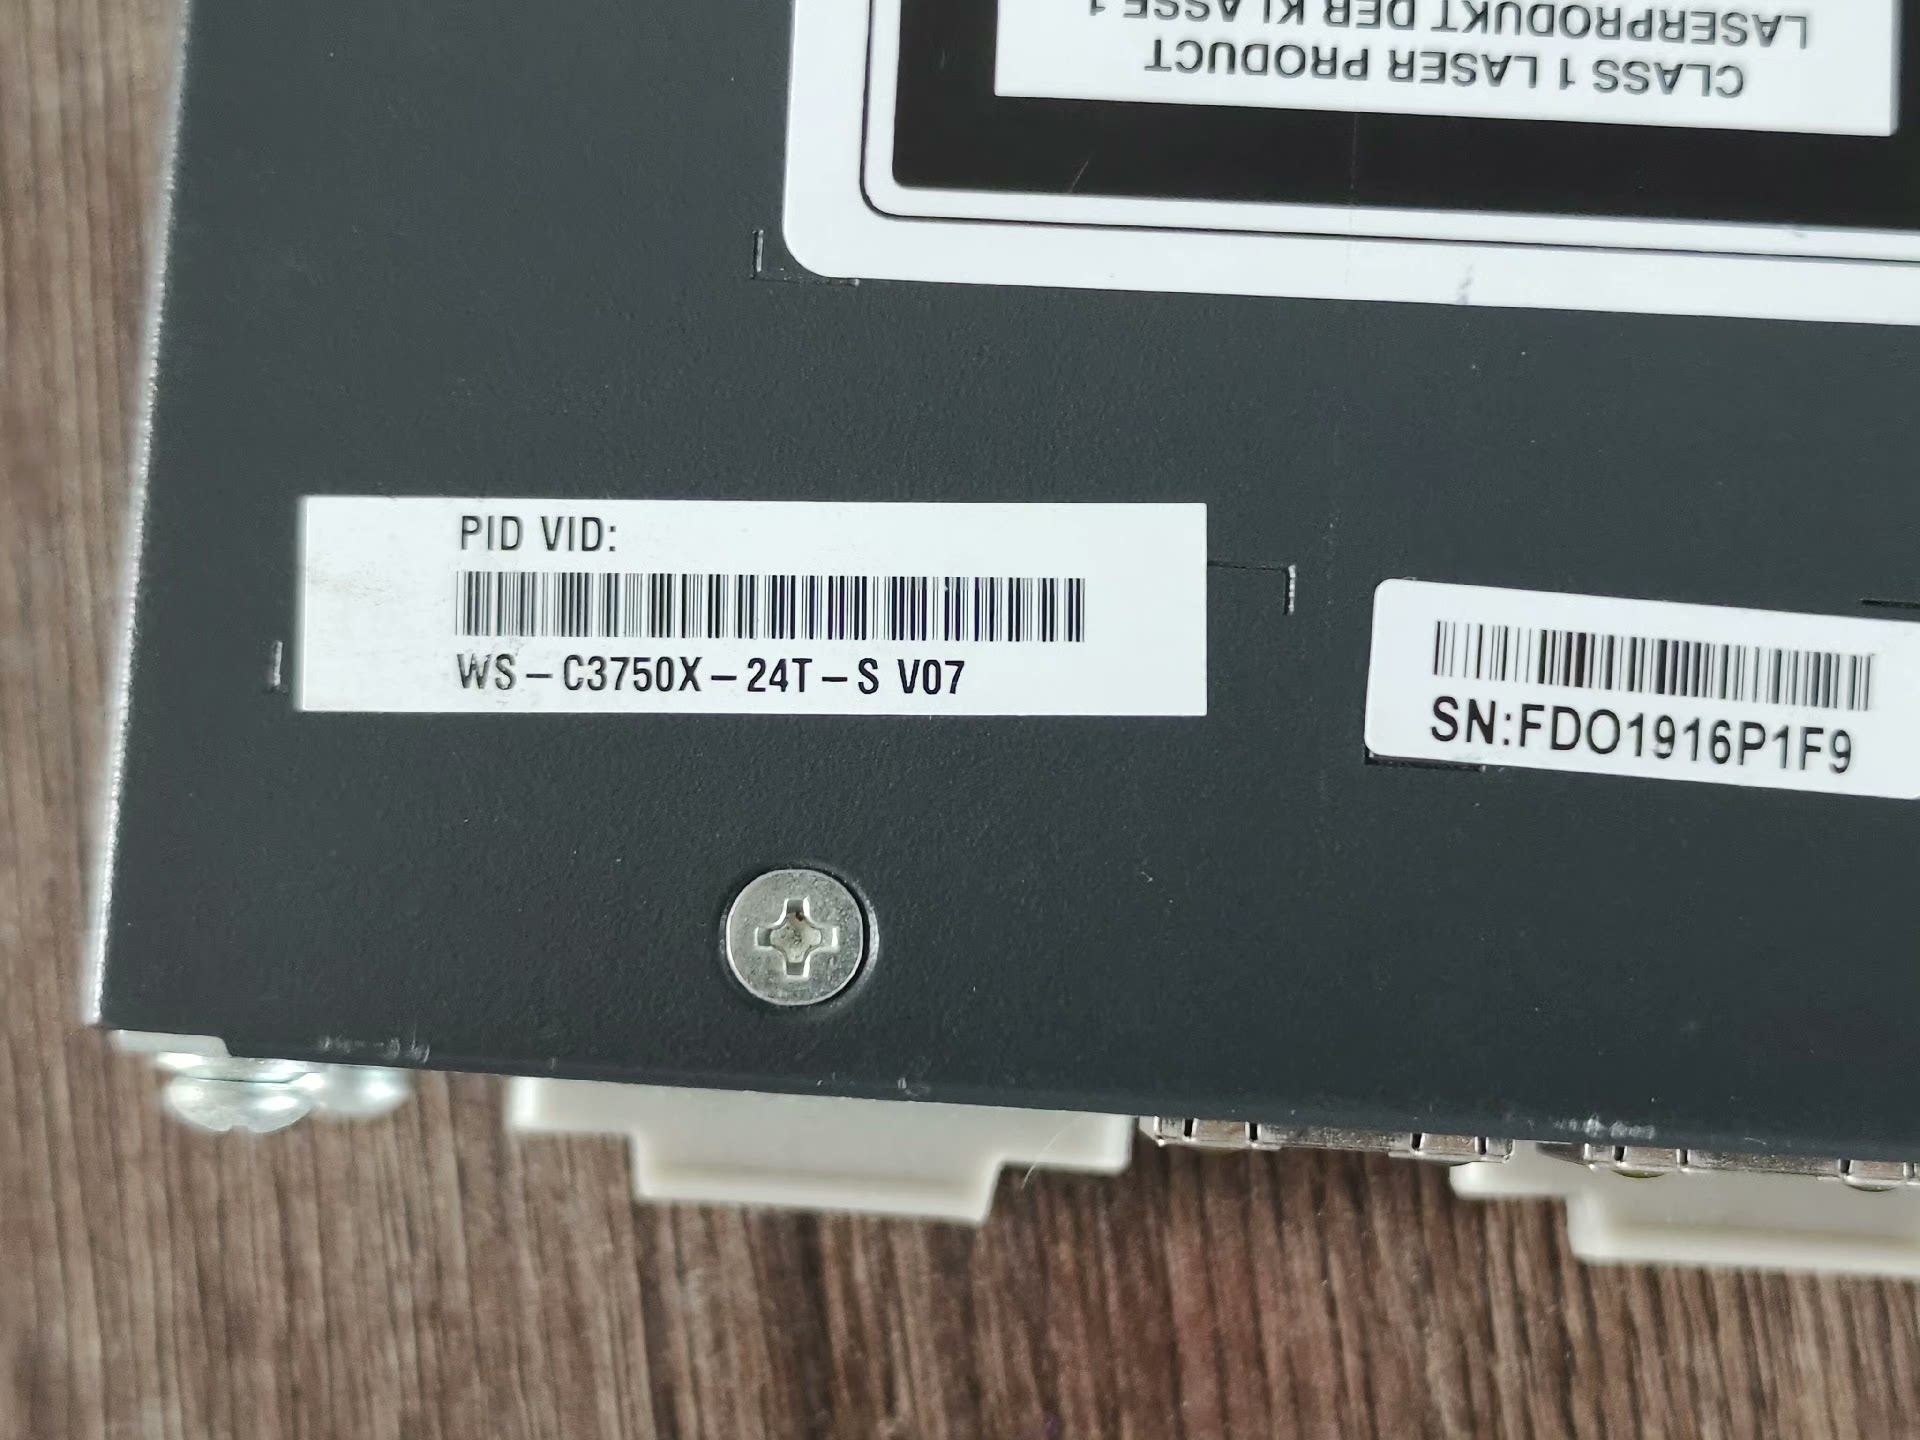 CLASS 1 LASER PRODUCT
LASERPRODUKT DER KLASSE 1
PID VID:
WS-C3750X-24T-S V07
SN:FDO1916P1F9